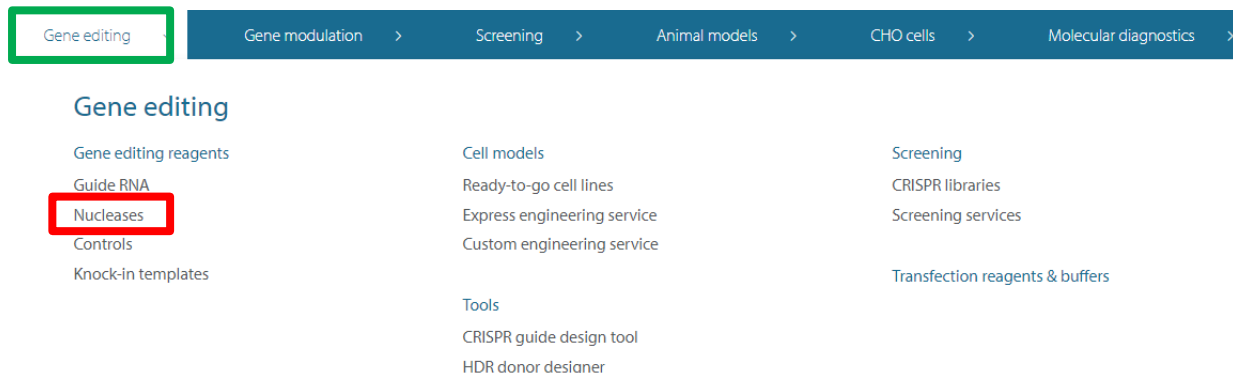 Gene editing
Gene modulation >
Screening >
Animal models >
CHO cells >
Molecular diagnostics >
Gene editing
Gene editing reagents
Guide RNA
Nucleases
Controls
Knock-in templates
Cell models
Ready-to-go cell lines
Express engineering service
Custom engineering service
Tools
CRISPR guide design tool
HDR donor designer
Screening
CRISPR libraries
Screening services
Transfection reagents & buffers